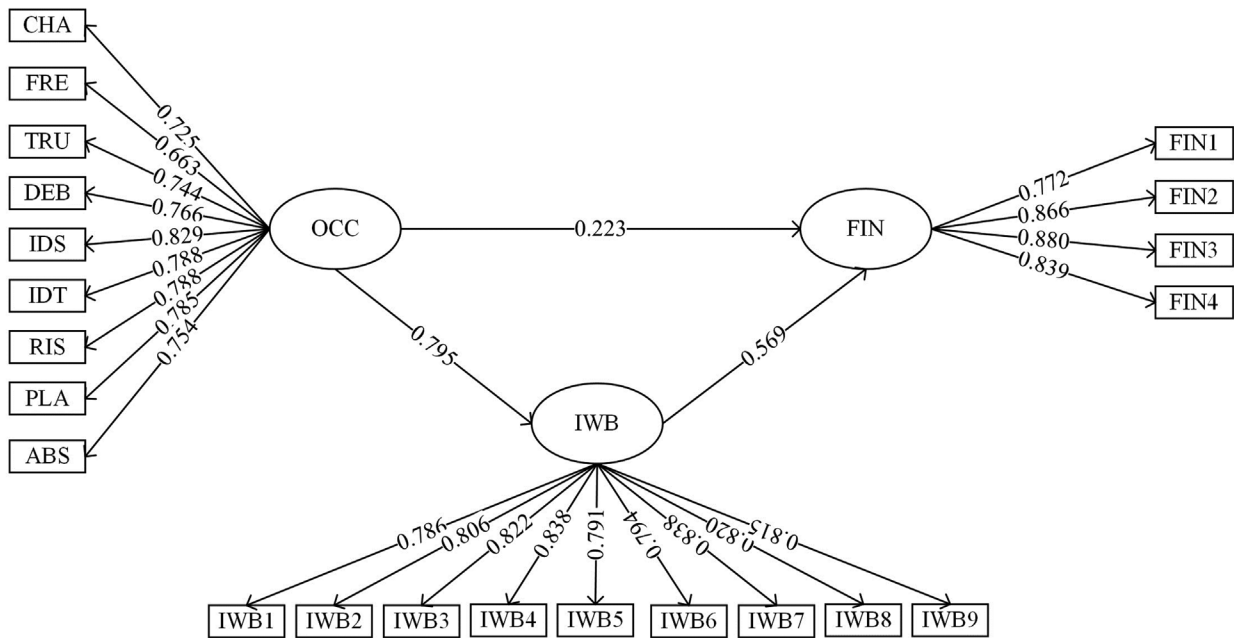 CHA
FRE
TRU
DEB
IDS
IDT
RIS
PLA
ABS
0.725
0.663
0.744
0.766
0.829
0.788
0.788
0.785
0.754
OCC
0.223
FIN
0.772
0.866
0.880
0.839
FIN1
FIN2
FIN3
FIN4
0.795
0.569
IWB
0.786
0.806
0.822
0.838
0.791
0.794
0.838
0.820
0.815
IWB1
IWB2
IWB3
IWB4
IWB5
IWB6
IWB7
IWB8
IWB9